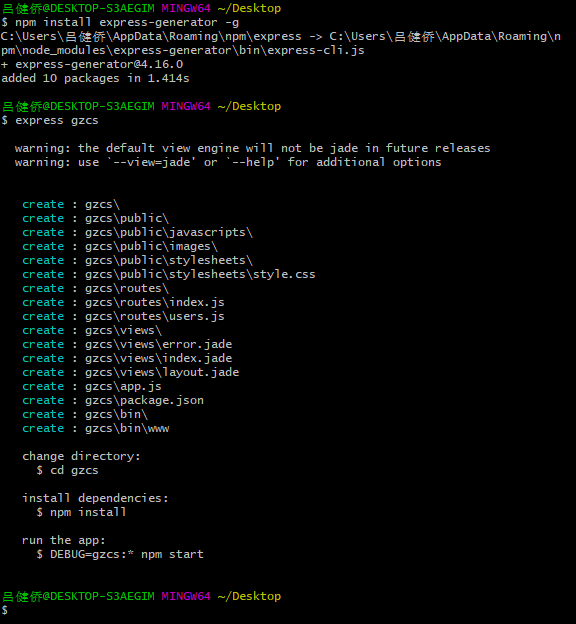 吕健侨@DESKTOP-S3AEGIM MINGW64 ~/Desktop
$ npm install express-generator -g
C:\Users\吕健侨\AppData\Roaming\npm\express -> C:\Users\吕健侨\AppData\Roaming\n
pm\node_modules\express-generator\bin\express-cli.js
+ express-generator@4.16.0
added 10 packages in 1.414s
吕健侨@DESKTOP-S3AEGIM MINGW64 ~/Desktop
$ express gzcs
warning: the default view engine will not be jade in future releases
warning: use `--view=jade' or `--help' for additional options
create : gzcs\
create : gzcs\public\
create : gzcs\public\javascripts\
create : gzcs\public\images\
create : gzcs\public\stylesheets\
create : gzcs\public\stylesheets\style.css
create : gzcs\routes\
create : gzcs\routes\index.js
create : gzcs\routes\users.js
create : gzcs\views\
create : gzcs\views\error.jade
create : gzcs\views\index.jade
create : gzcs\views\layout.jade
create : gzcs\app.js
create : gzcs\package.json
create : gzcs\bin\
create : gzcs\bin\www
change directory:
$ cd gzcs
install dependencies:
$ npm install
run the app:
$ DEBUG=gzcs:* npm start
吕健侨@DESKTOP-S3AEGIM MINGW64 ~/Desktop
$